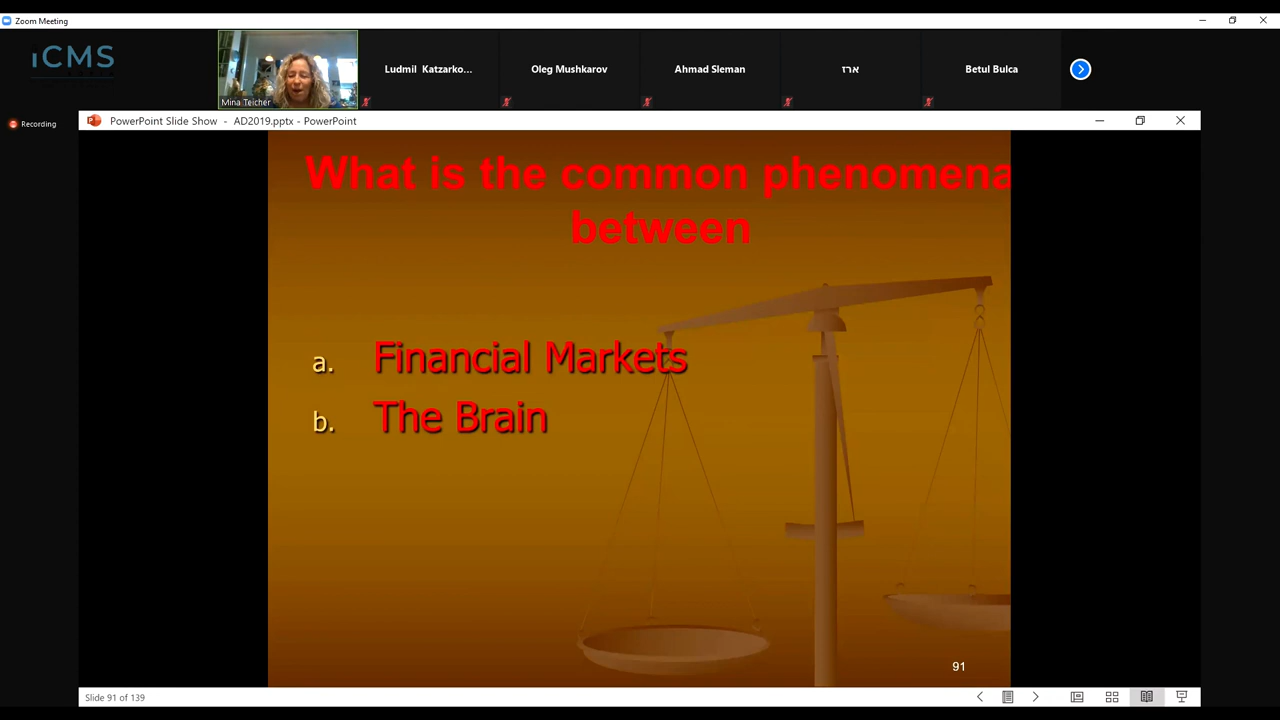 Zoom Meeting
iCMS
Mina Teicher
Ludmil Katzarko...
Oleg Mushkarov
Ahmad Sleman
ארז
Betul Bulca
Recording
PowerPoint Slide Show - AD2019.pptx - PowerPoint
What is the common phenomena
between
a. Financial Markets
b. The Brain
91
Slide 91 of 139